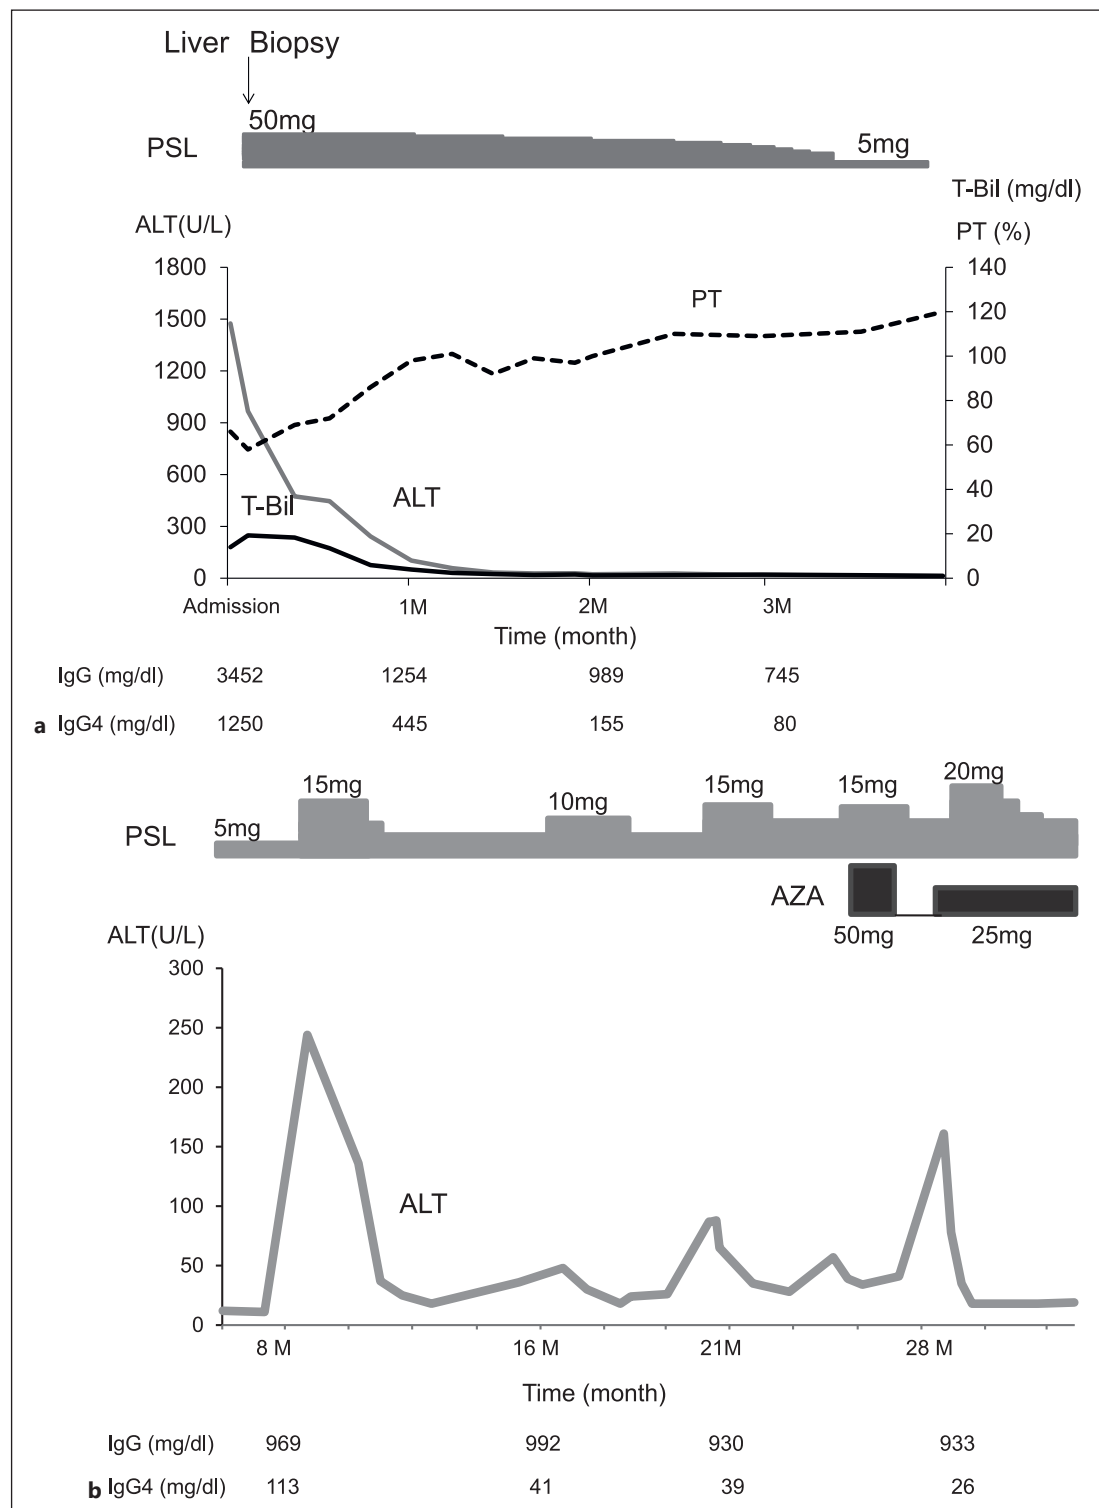 Liver Biopsy
50mg
PSL
5mg
T-Bil (mg/dl)
ALT(U/L)
PT (%)
1800
1500
1200
900
600
300
0
140
120
100
80
60
40
20
0
PT
T-Bil
ALT
Admission 1M 2M 3M
Time (month)
IgG (mg/dl) 3452 1254 989 745
a IgG4 (mg/dl) 1250 445 155 80
15mg 10mg 15mg 15mg 20mg
5mg
PSL
AZA
50mg 25mg
ALT(U/L)
300
250
200
150
100
50
0
ALT
8 M 16 M 21M 28 M
Time (month)
IgG (mg/dl) 969 992 930 933
b IgG4 (mg/dl) 113 41 39 26